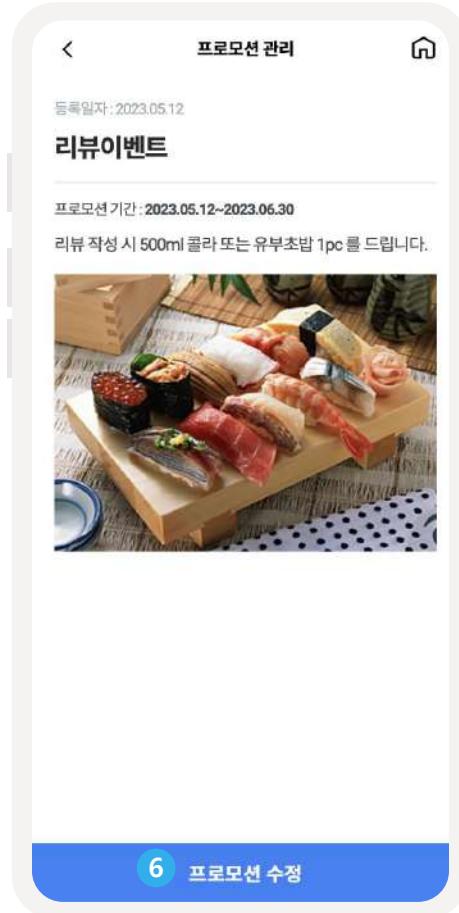 프로모션 관리
등록일자 : 2023.05.12
리뷰이벤트
프로모션 기간 : 2023.05.12~2023.06.30
리뷰 작성 시 500ml 콜라 또는 유부초밥 1pc 를 드립니다.
6 프로모션 수정